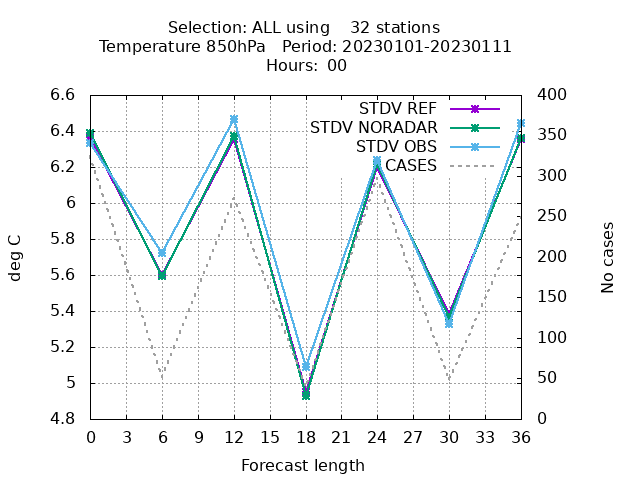 Selection: ALL using 32 stations
Temperature 850hPa Period: 20230101-20230111
Hours: 00
6.6
6.4
6.2
6
5.8
5.6
5.4
5.2
5
4.8
deg C
400
350
300
250
200
150
100
50
0
No cases
STDV REF
STDV NORADAR
STDV OBS
CASES
0 3 6 9 12 15 18 21 24 27 30 33 36
Forecast length